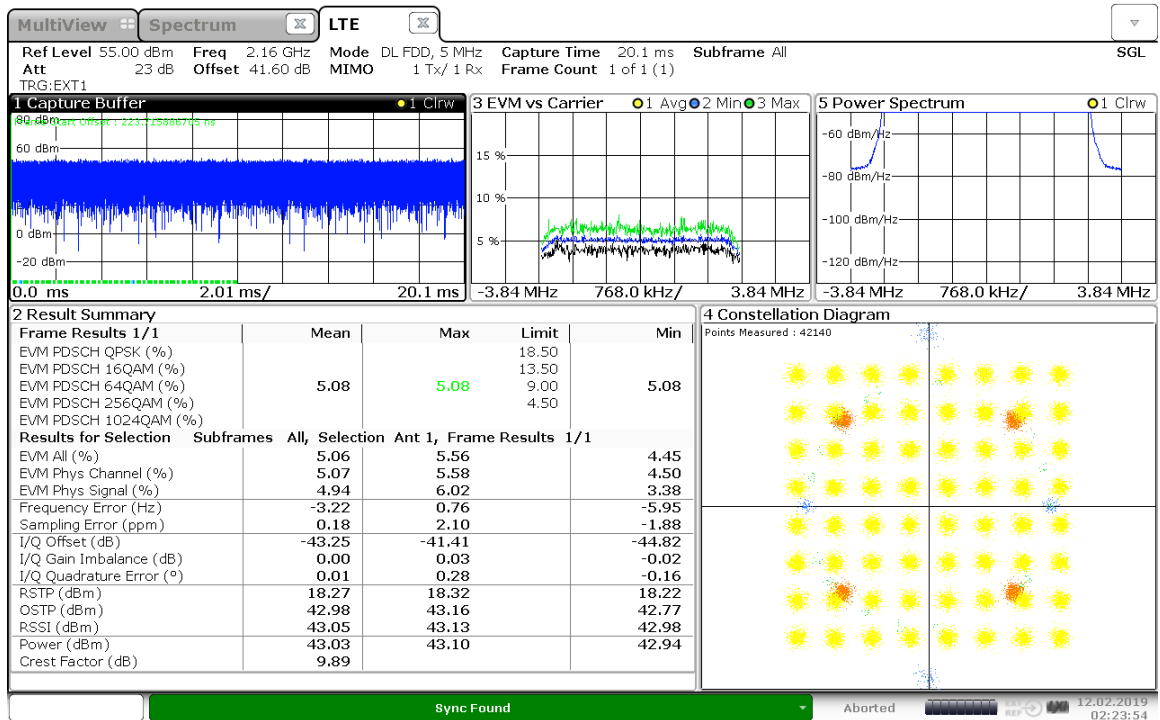 MultiView Spectrum LTE
Ref Level 55.00 dBm Freq 2.16 GHz Mode DL FDD, 5 MHz Capture Time 20.1 ms Subframe All SGL
Att 23 dB Offset 41.60 dB MIMO 1 Tx/ 1 Rx Frame Count 1 of 1 (1)
TRG:EXT1
1 Capture Buffer 1 Clrw
80 dBm
Frame Start Offset : 223.715886705 ns
60 dBm
0 dBm
-20 dBm
0.0 ms 2.01 ms/ 20.1 ms
3 EVM vs Carrier 1 Avg 2 Min 3 Max
15 %
10 %
5 %
-3.84 MHz 768.0 kHz/ 3.84 MHz
5 Power Spectrum 1 Clrw
-60 dBm/Hz
-80 dBm/Hz
-100 dBm/Hz
-120 dBm/Hz
-3.84 MHz 768.0 kHz/ 3.84 MHz
2 Result Summary
Frame Results 1/1 Mean Max Limit Min
EVM PDSCH QPSK (%) 18.50
EVM PDSCH 16QAM (%) 13.50
EVM PDSCH 64QAM (%) 5.08 5.08 9.00 5.08
EVM PDSCH 256QAM (%) 4.50
EVM PDSCH 1024QAM (%)
Results for Selection Subframes All, Selection Ant 1, Frame Results 1/1
EVM All (%) 5.06 5.56 4.45
EVM Phys Channel (%) 5.07 5.58 4.50
EVM Phys Signal (%) 4.94 6.02 3.38
Frequency Error (Hz) -3.22 0.76 -5.95
Sampling Error (ppm) 0.18 2.10 -1.88
I/Q Offset (dB) -43.25 -41.41 -44.82
I/Q Gain Imbalance (dB) 0.00 0.03 -0.02
I/Q Quadrature Error (°) 0.01 0.28 -0.16
RSTP (dBm) 18.27 18.32 18.22
OSTP (dBm) 42.98 43.16 42.77
RSSI (dBm) 43.05 43.13 42.98
Power (dBm) 43.03 43.10 42.94
Crest Factor (dB) 9.89
4 Constellation Diagram
Points Measured : 42140
Sync Found
Aborted
12.02.2019
02:23:54